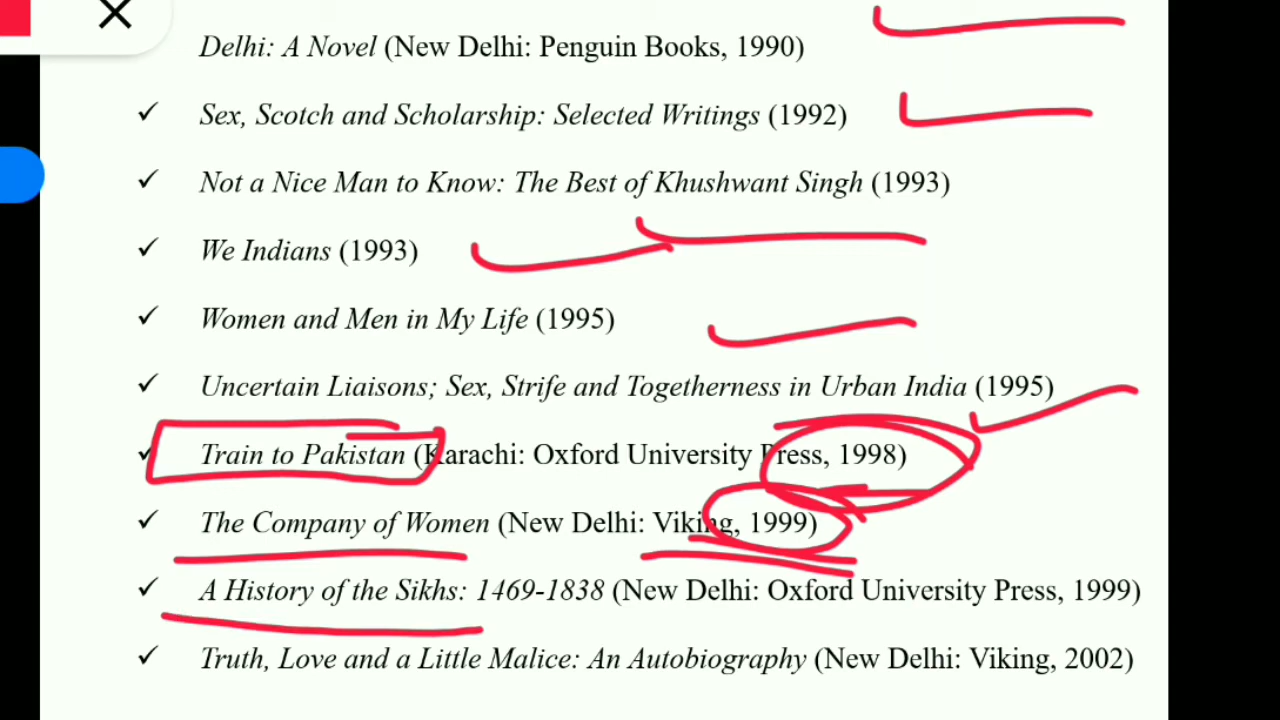 Delhi: A Novel (New Delhi: Penguin Books, 1990)
✓ Sex, Scotch and Scholarship: Selected Writings (1992)
✓ Not a Nice Man to Know: The Best of Khushwant Singh (1993)
✓ We Indians (1993)
✓ Women and Men in My Life (1995)
✓ Uncertain Liaisons; Sex, Strife and Togetherness in Urban India (1995)
✓ Train to Pakistan (Karachi: Oxford University Press, 1998)
✓ The Company of Women (New Delhi: Viking, 1999)
✓ A History of the Sikhs: 1469-1838 (New Delhi: Oxford University Press, 1999)
✓ Truth, Love and a Little Malice: An Autobiography (New Delhi: Viking, 2002)